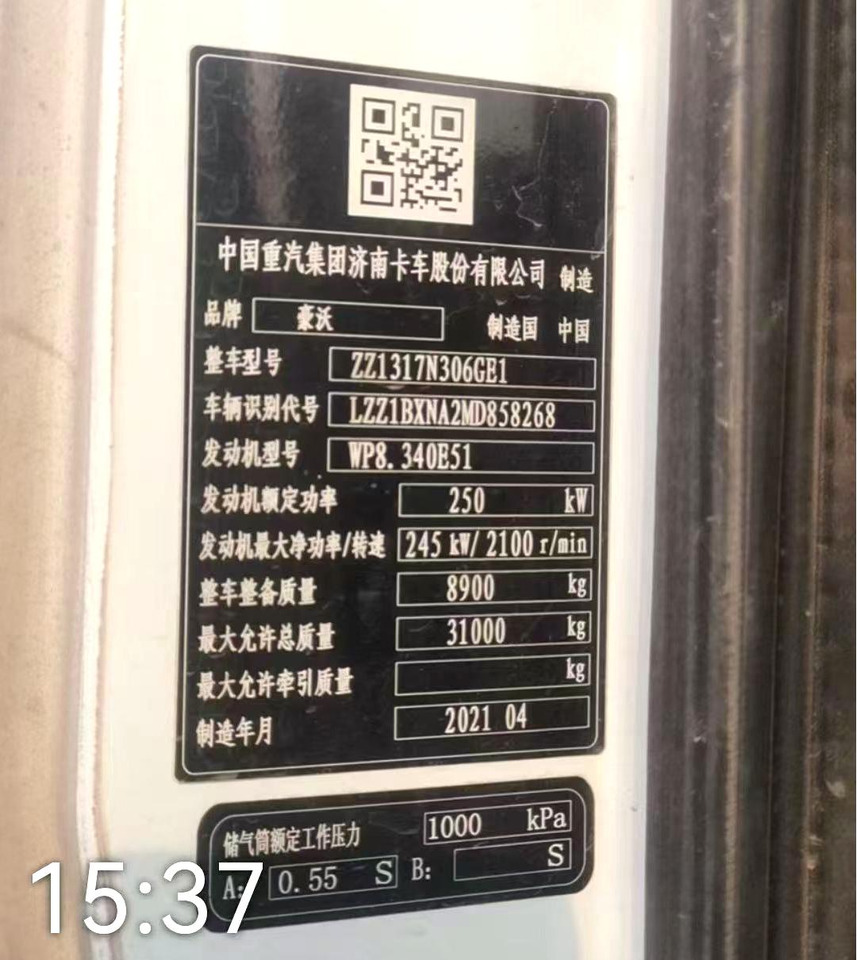 中国重汽集团济南卡车股份有限公司 制造
品牌 豪沃 制造国 中国
整车型号 ZZ1317N306GE1
车辆识别代号 LZZ1BXNA2MD858268
发动机型号 WP8.340E51
发动机额定功率 250 kW
发动机最大净功率/转速 245 kW/ 2100 r/min
整车整备质量 8900 kg
最大允许总质量 31000 kg
最大允许牵引质量 kg
制造年月 2021 04
储气筒额定工作压力 1000 kPa
A: 0.55 S B: S
15:37